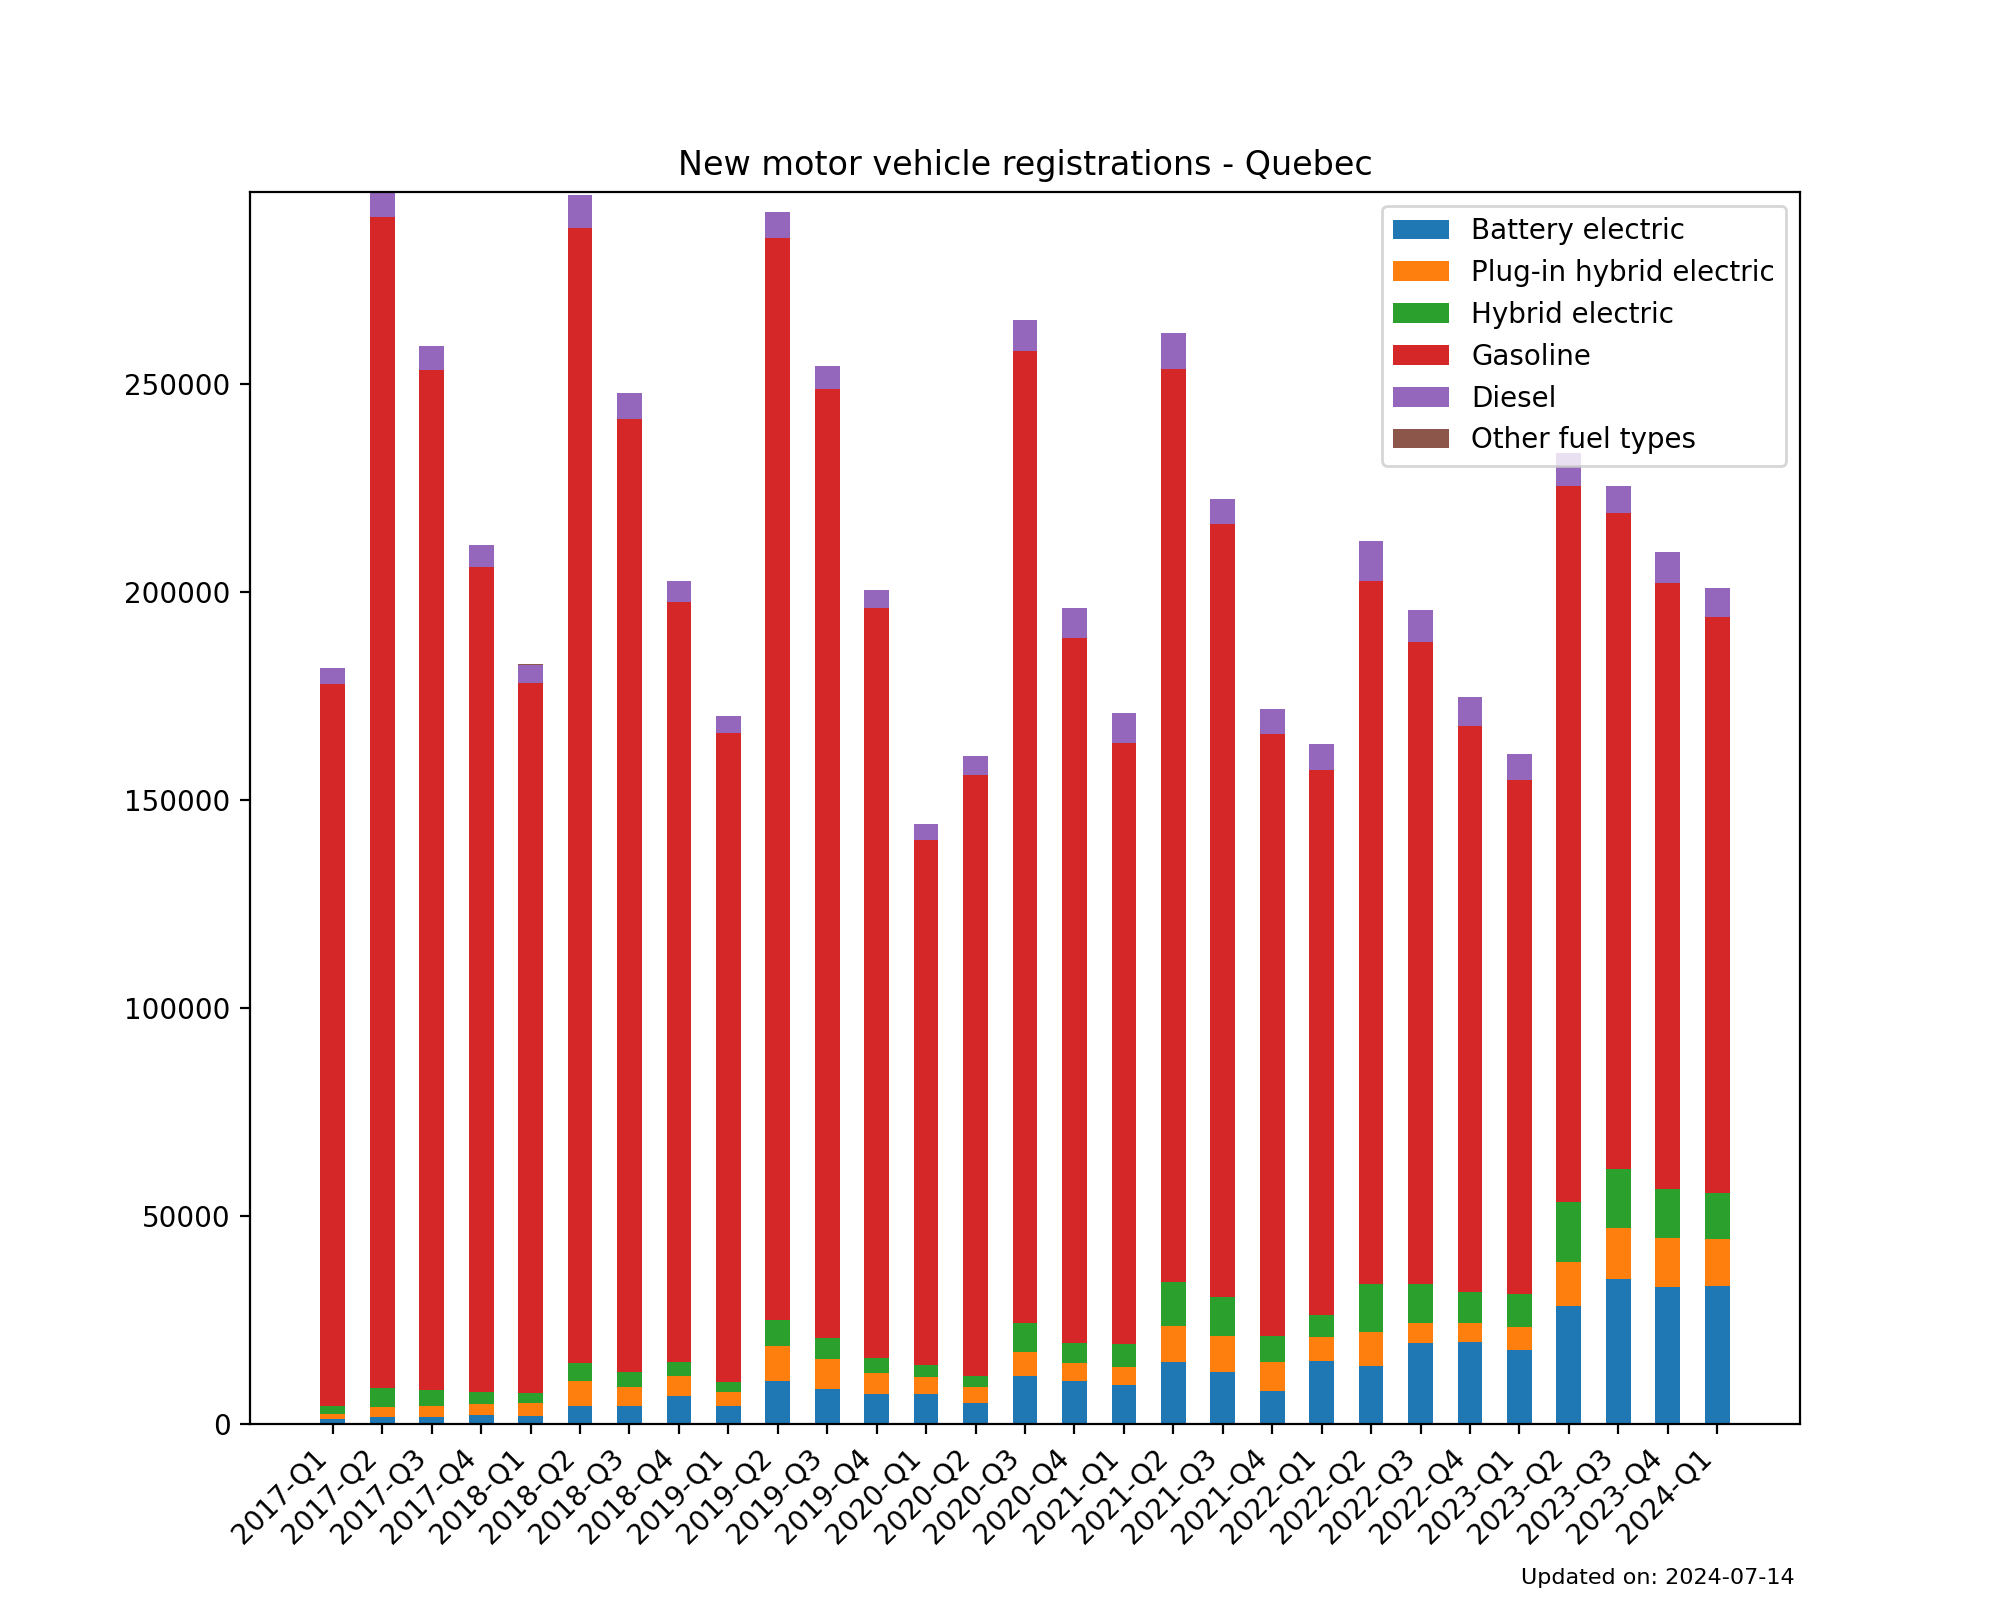 New motor vehicle registrations - Quebec
Battery electric
Plug-in hybrid electric
Hybrid electric
Gasoline
Diesel
Other fuel types
250000
200000
150000
100000
50000
0
2017-Q1
2017-Q2
2017-Q3
2017-Q4
2018-Q1
2018-Q2
2018-Q3
2018-Q4
2019-Q1
2019-Q2
2019-Q3
2019-Q4
2020-Q1
2020-Q2
2020-Q3
2020-Q4
2021-Q1
2021-Q2
2021-Q3
2021-Q4
2022-Q1
2022-Q2
2022-Q3
2022-Q4
2023-Q1
2023-Q2
2023-Q3
2023-Q4
2024-Q1
Updated on: 2024-07-14